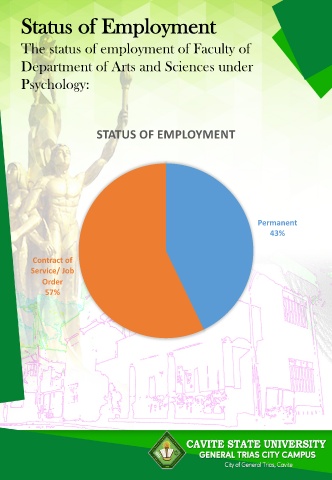 Status of Employment
The status of employment of Faculty of
Department of Arts and Sciences under
Psychology:
STATUS OF EMPLOYMENT
Permanent
43%
Contract of
Service/ Job
Order
57%
CAVITE STATE UNIVERSITY
GENERAL TRIAS CITY CAMPUS
City of General Trias, Cavite